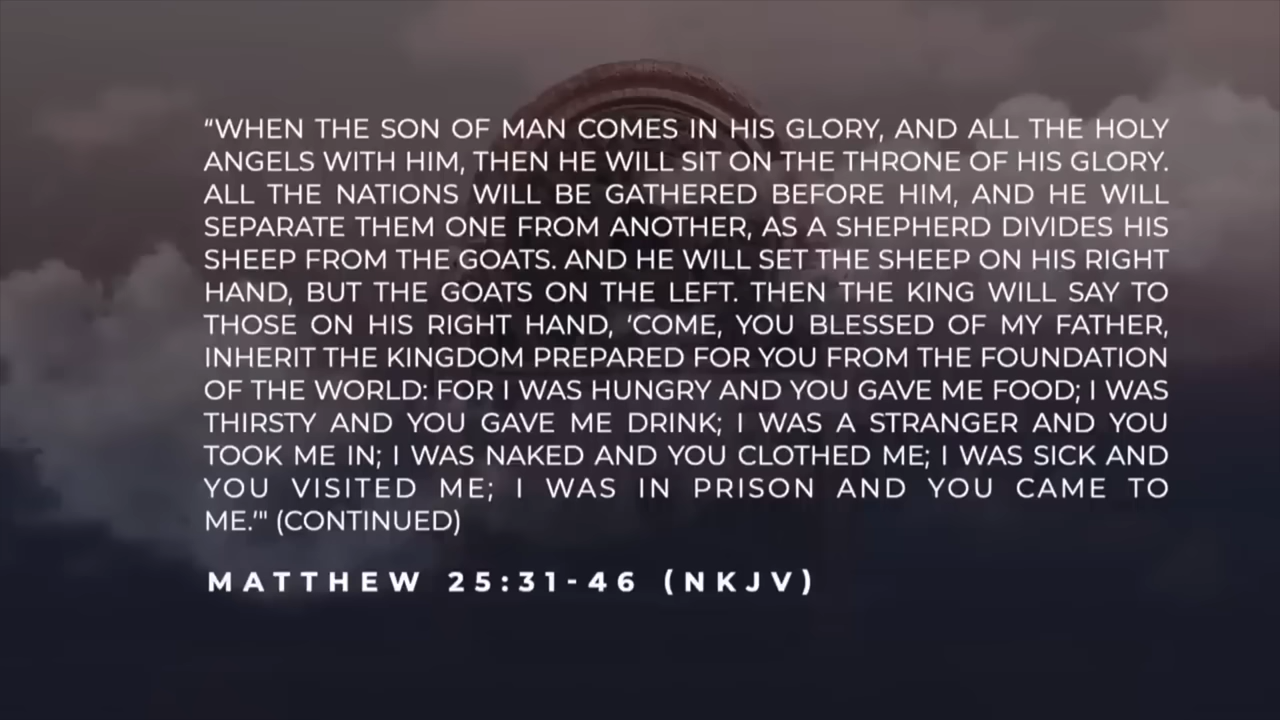 “WHEN THE SON OF MAN COMES IN HIS GLORY, AND ALL THE HOLY
ANGELS WITH HIM, THEN HE WILL SIT ON THE THRONE OF HIS GLORY.
ALL THE NATIONS WILL BE GATHERED BEFORE HIM, AND HE WILL
SEPARATE THEM ONE FROM ANOTHER, AS A SHEPHERD DIVIDES HIS
SHEEP FROM THE GOATS. AND HE WILL SET THE SHEEP ON HIS RIGHT
HAND, BUT THE GOATS ON THE LEFT. THEN THE KING WILL SAY TO
THOSE ON HIS RIGHT HAND, ‘COME, YOU BLESSED OF MY FATHER,
INHERIT THE KINGDOM PREPARED FOR YOU FROM THE FOUNDATION
OF THE WORLD: FOR I WAS HUNGRY AND YOU GAVE ME FOOD; I WAS
THIRSTY AND YOU GAVE ME DRINK; I WAS A STRANGER AND YOU
TOOK ME IN; I WAS NAKED AND YOU CLOTHED ME; I WAS SICK AND
YOU VISITED ME; I WAS IN PRISON AND YOU CAME TO
ME.’" (CONTINUED)
MATTHEW 25:31-46 (NKJV)